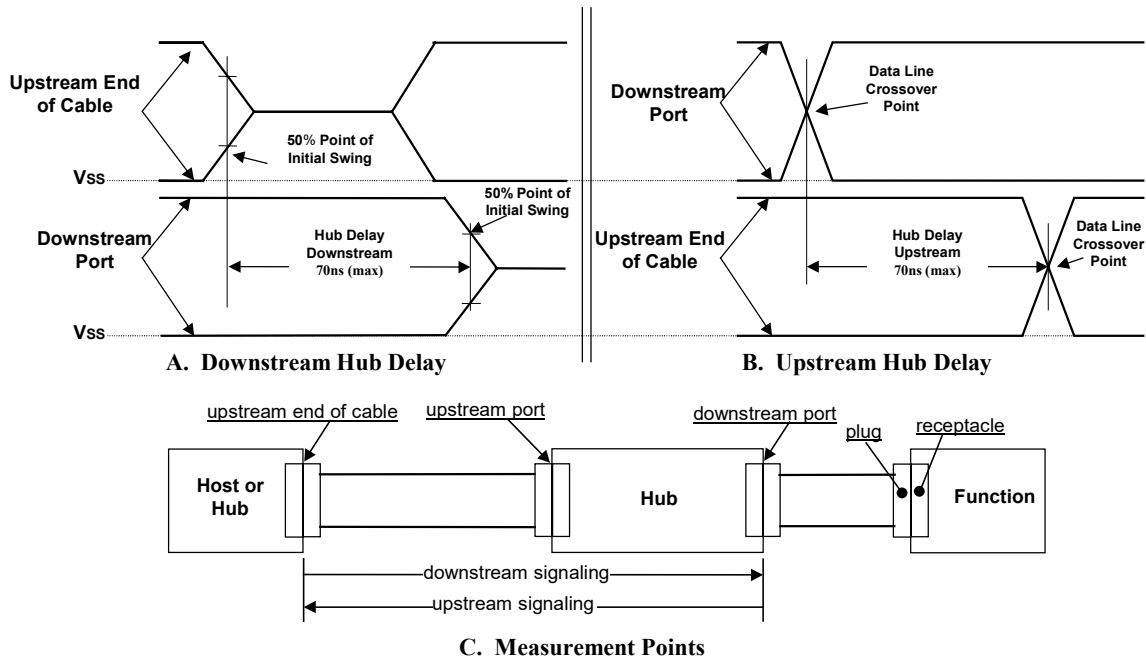 Upstream End
of Cable
50% Point of
Initial Swing
VSS
50% Point of
Initial Swing
Downstream
Port
Hub Delay
Downstream
70ns (max)
VSS
A. Downstream Hub Delay
Downstream
Port
Data Line
Crossover
Point
VSS
Upstream End
of Cable
Hub Delay
Upstream
70ns (max)
Data Line
Crossover
Point
VSS
B. Upstream Hub Delay
upstream end of cable
upstream port
downstream port
plug
receptacle
Host or
Hub
Hub
Function
downstream signaling
upstream signaling
C. Measurement Points